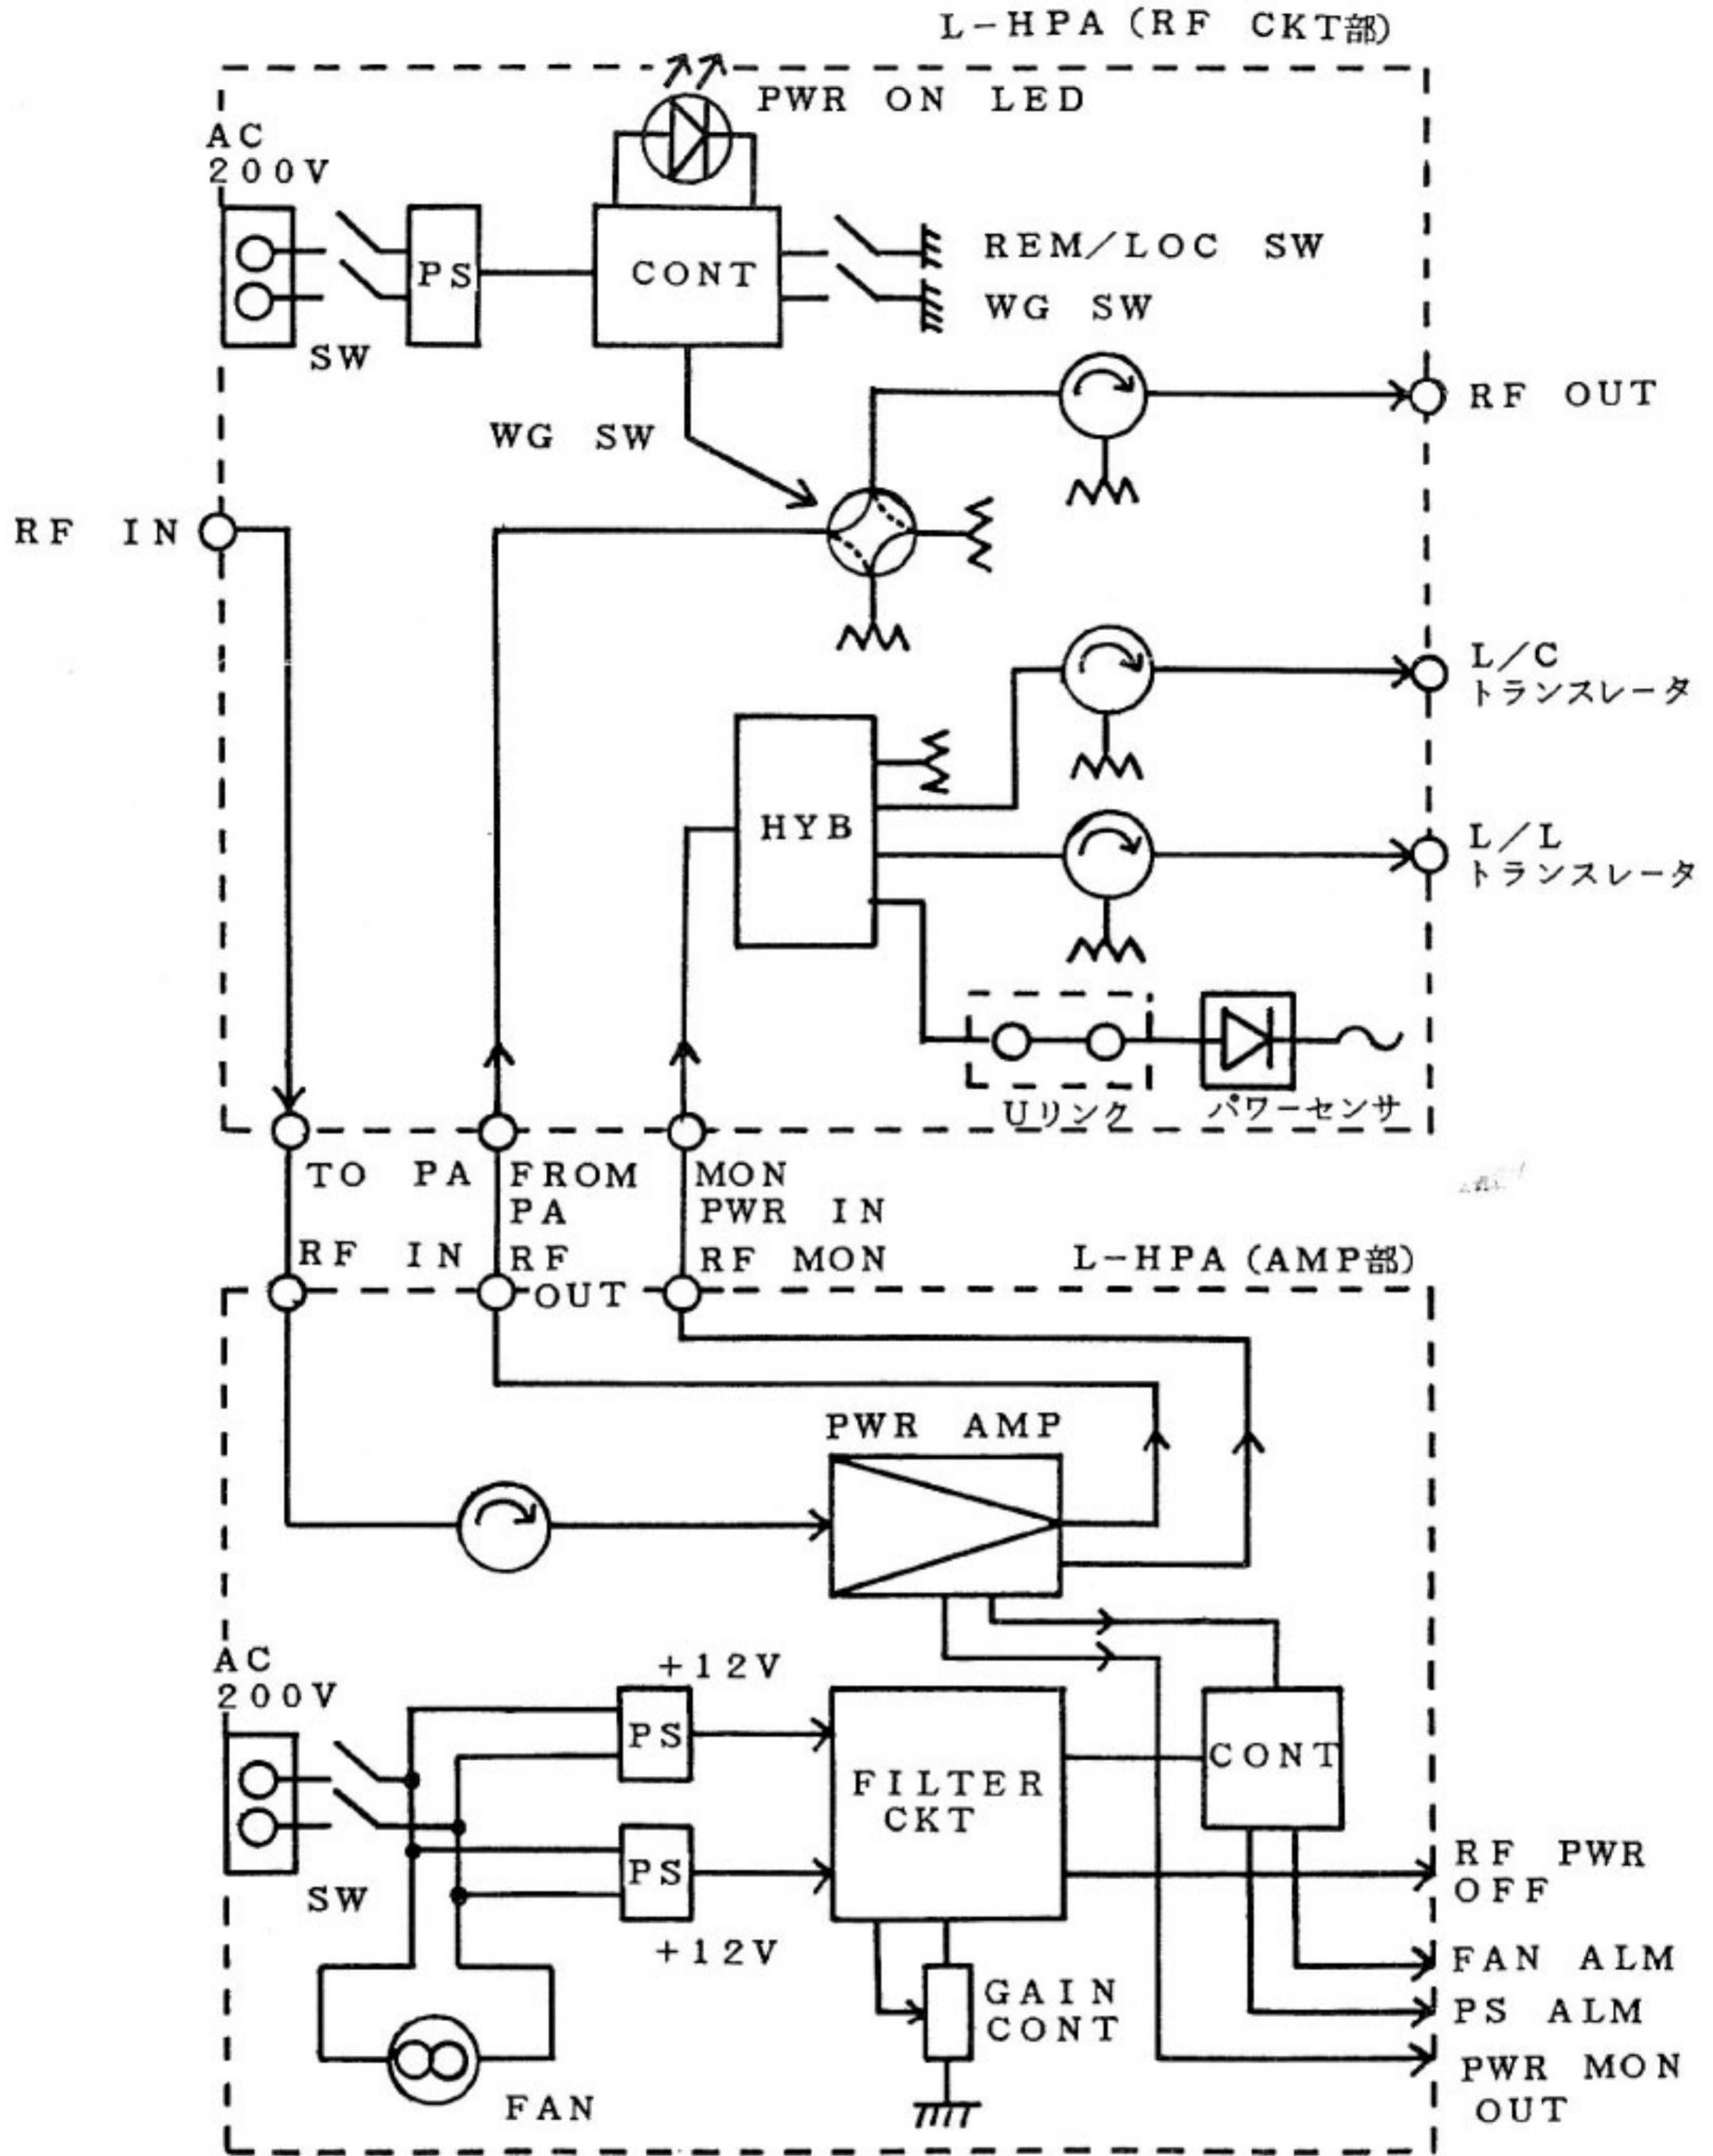 L-HPA (RF CKT部)
PWR ON LED
AC
200V
PS
CONT
REM/LOC SW
WG SW
SW
RF OUT
WG SW
RF IN
L/C
トランスレータ
HYB
L/L
トランスレータ
Uリンク
パワーセンサ
TO PA
FROM
PA
MON
PWR IN
RF IN
RF
OUT
RF MON
L-HPA (AMP部)
PWR AMP
AC
200V
+12V
PS
FILTER
CKT
CONT
PS
SW
+12V
RF PWR
OFF
FAN ALM
GAIN
CONT
PS ALM
PWR MON
OUT
FAN